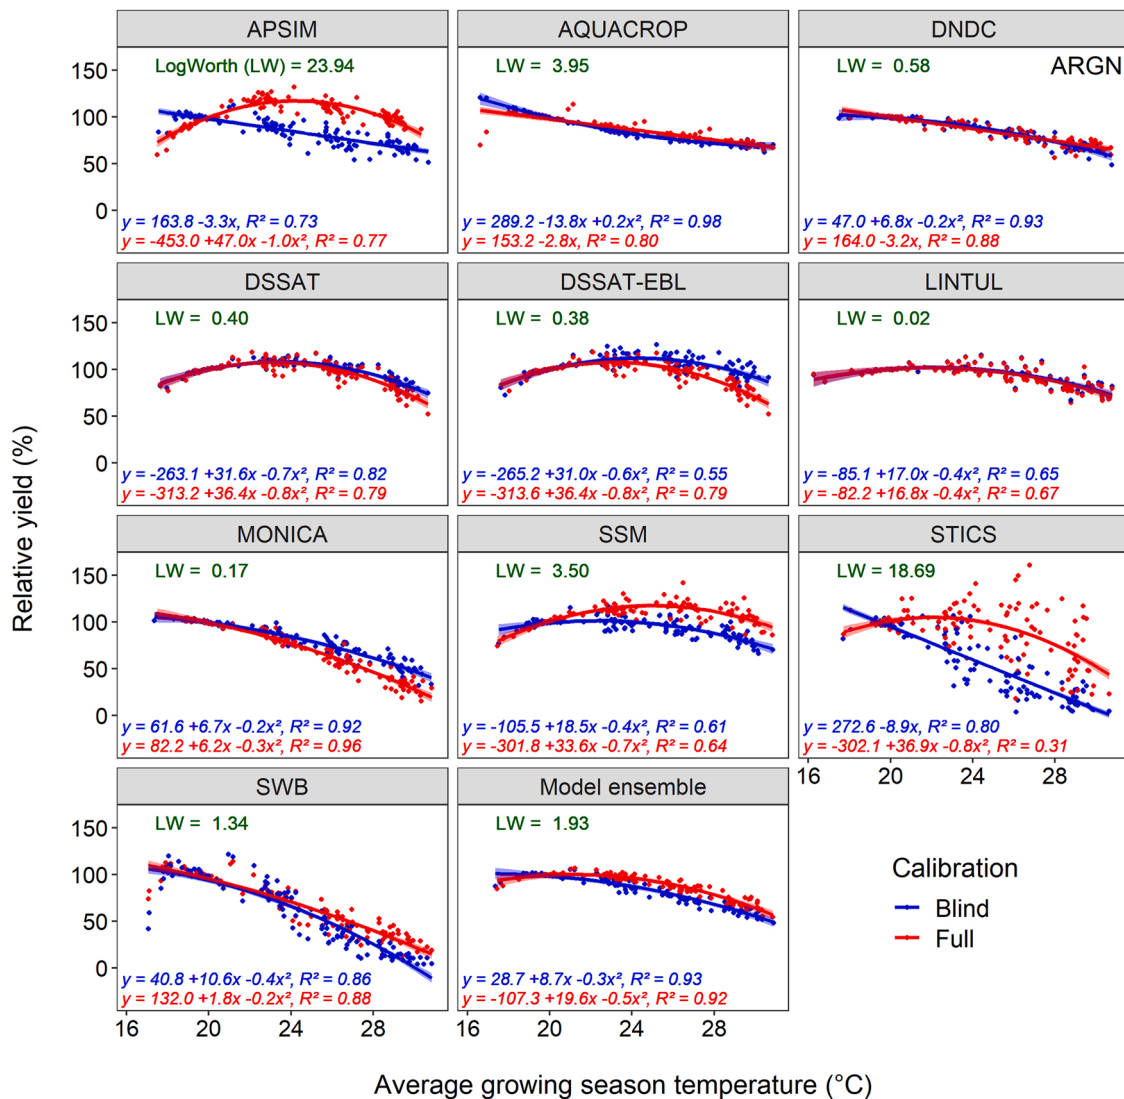 APSIM
LogWorth (LW) = 23.94
y = 163.8 -3.3x, R² = 0.73
y = -453.0 +47.0x -1.0x², R² = 0.77
AQUACROP
LW = 3.95
y = 289.2 -13.8x +0.2x², R² = 0.98
y = 153.2 -2.8x, R² = 0.80
DNDC
LW = 0.58
ARGN
y = 47.0 +6.8x -0.2x², R² = 0.93
y = 164.0 -3.2x, R² = 0.88
150
100
50
0
DSSAT
LW = 0.40
y = -263.1 +31.6x -0.7x², R² = 0.82
y = -313.2 +36.4x -0.8x², R² = 0.79
DSSAT-EBL
LW = 0.38
y = -265.2 +31.0x -0.6x², R² = 0.55
y = -313.6 +36.4x -0.8x², R² = 0.79
LINTUL
LW = 0.02
y = -85.1 +17.0x -0.4x², R² = 0.65
y = -82.2 +16.8x -0.4x², R² = 0.67
150
100
50
0
Relative yield (%)
MONICA
LW = 0.17
y = 61.6 +6.7x -0.2x², R² = 0.92
y = 82.2 +6.2x -0.3x², R² = 0.96
SSM
LW = 3.50
y = -105.5 +18.5x -0.4x², R² = 0.61
y = -301.8 +33.6x -0.7x², R² = 0.64
STICS
LW = 18.69
y = 272.6 -8.9x, R² = 0.80
y = -302.1 +36.9x -0.8x², R² = 0.31
150
100
50
0
16 20 24 28
SWB
LW = 1.34
y = 40.8 +10.6x -0.4x², R² = 0.86
y = 132.0 +1.8x -0.2x², R² = 0.88
Model ensemble
LW = 1.93
y = 28.7 +8.7x -0.3x², R² = 0.93
y = -107.3 +19.6x -0.5x², R² = 0.92
150
100
50
0
16 20 24 28
16 20 24 28
Calibration
Blind
Full
Average growing season temperature (°C)